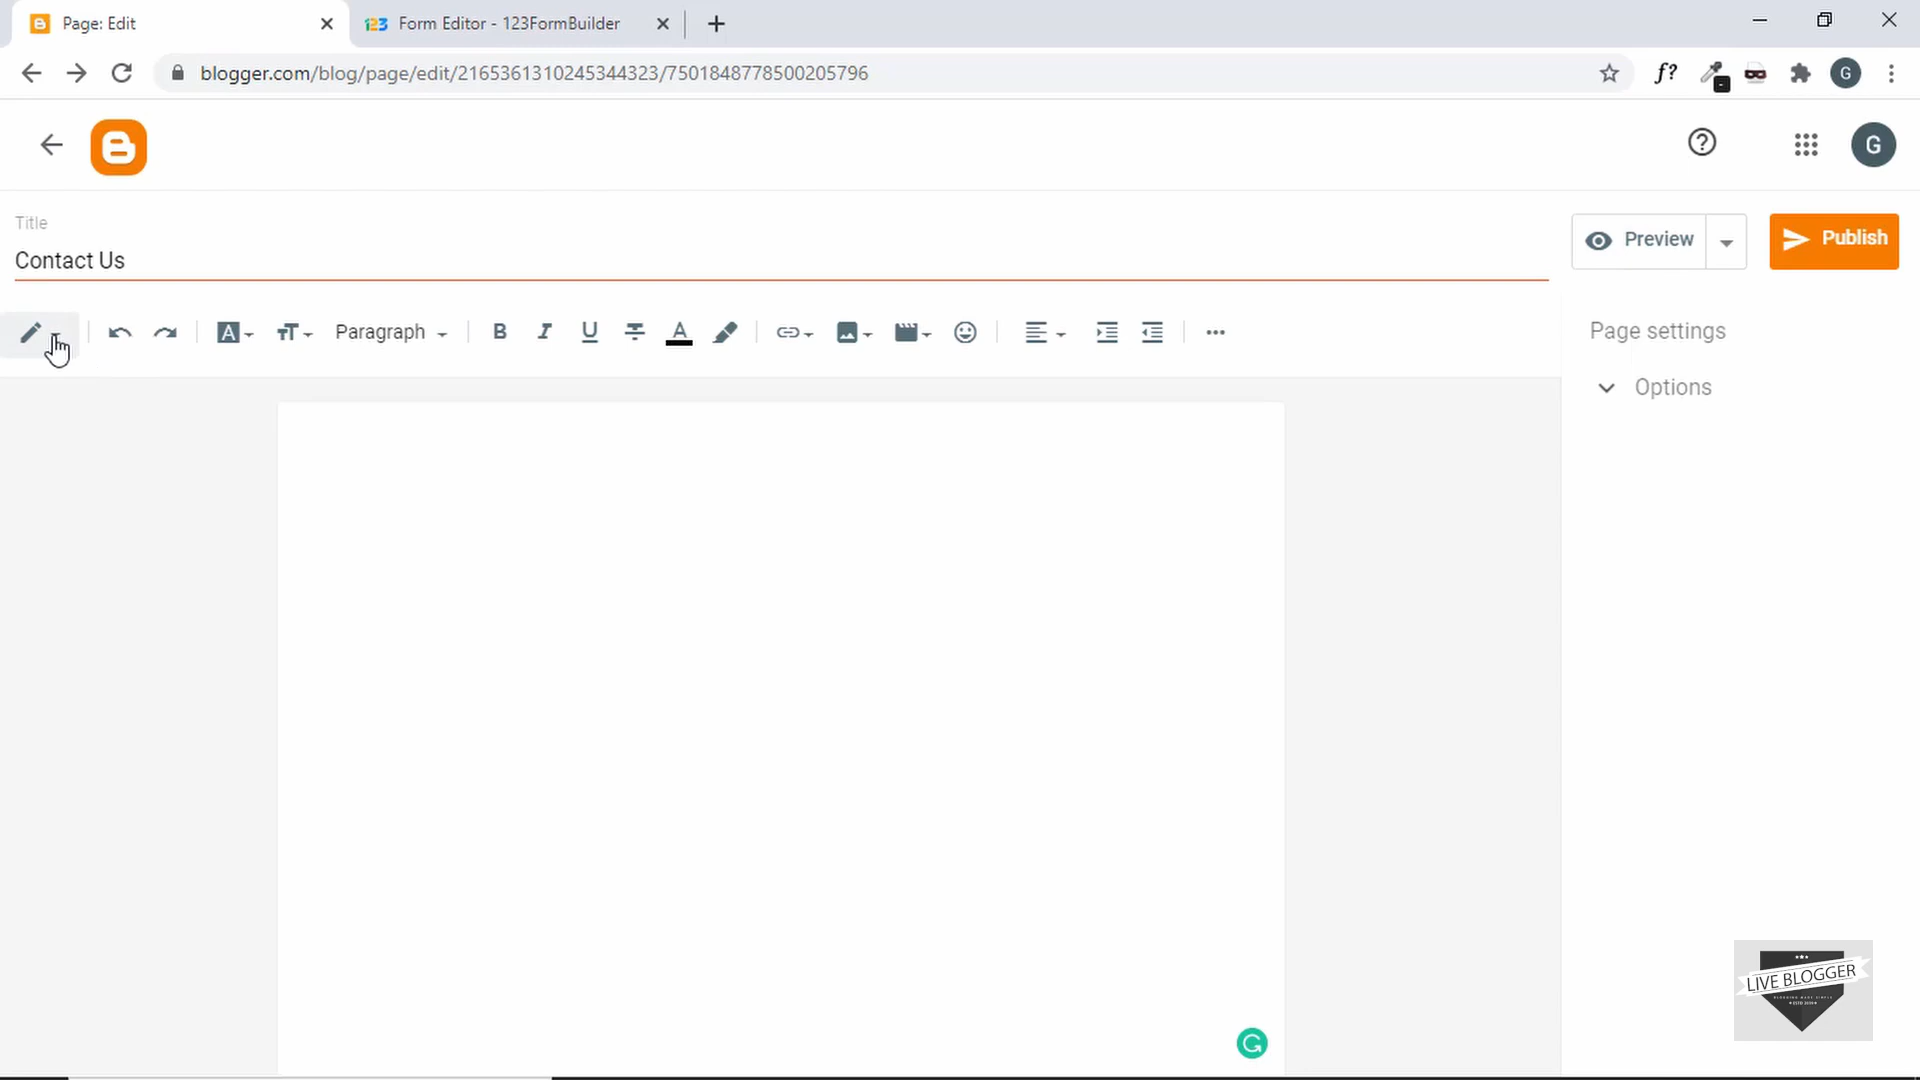 Page: Edit
Form Editor - 123FormBuilder
blogger.com/blog/page/edit/2165361310245344323/7501848778500205796
f?
G
G
Title
Contact Us
Preview
Publish
Paragraph
Page settings
Options
LIVE BLOGGER